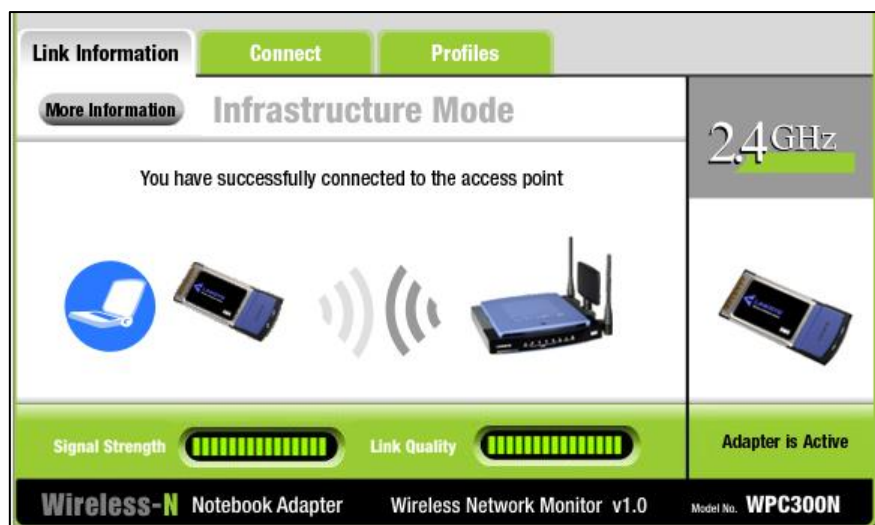 Link Information
Connect
Profiles
More Information
Infrastructure Mode
2.4GHz
You have successfully connected to the access point
Signal Strength
Link Quality
Adapter is Active
Wireless-N Notebook Adapter Wireless Network Monitor v1.0 Model No. WPC300N